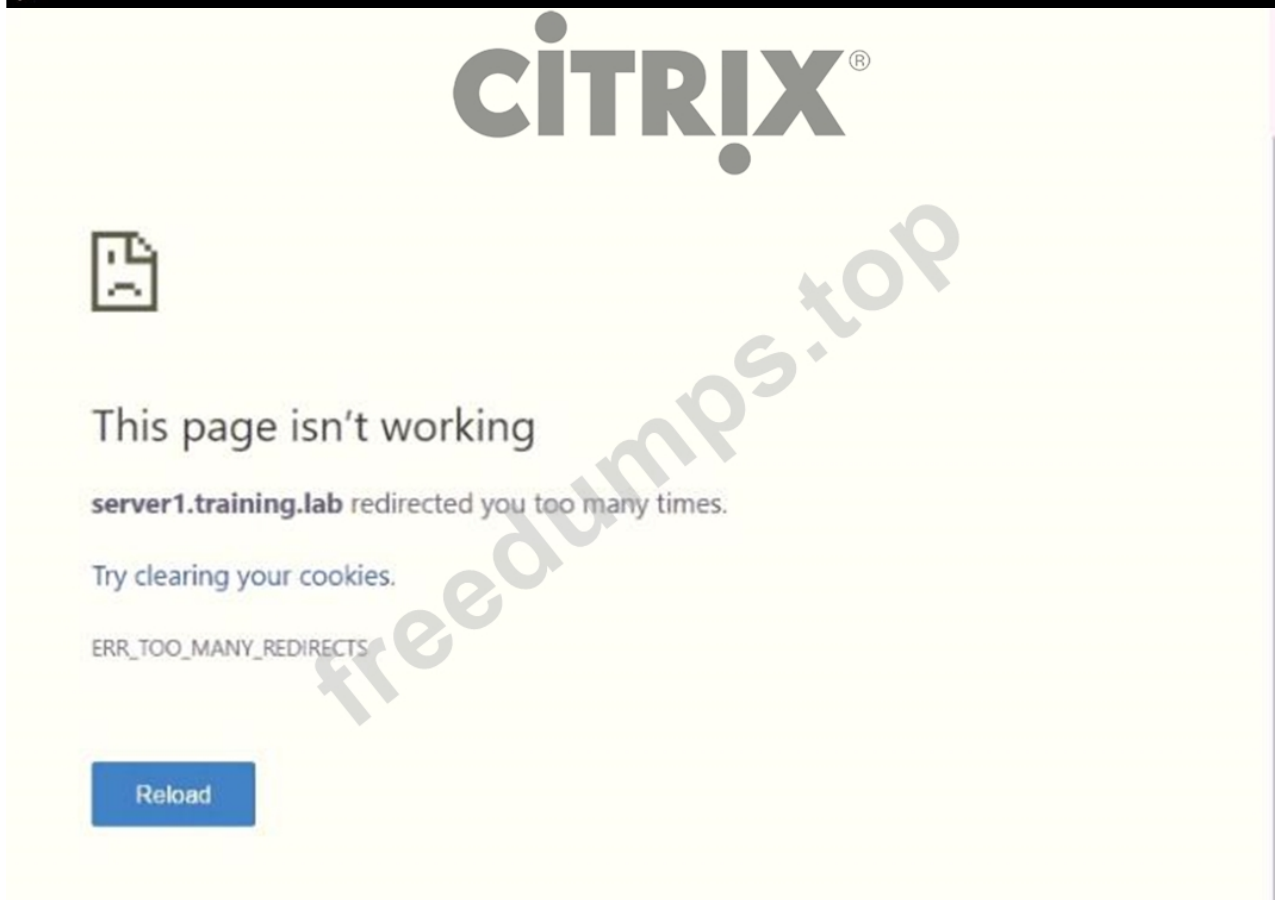 CITRIX®
freedumps.top
This page isn't working
server1.training.lab redirected you too many times.
Try clearing your cookies.
ERR_TOO_MANY_REDIRECTS
Reload